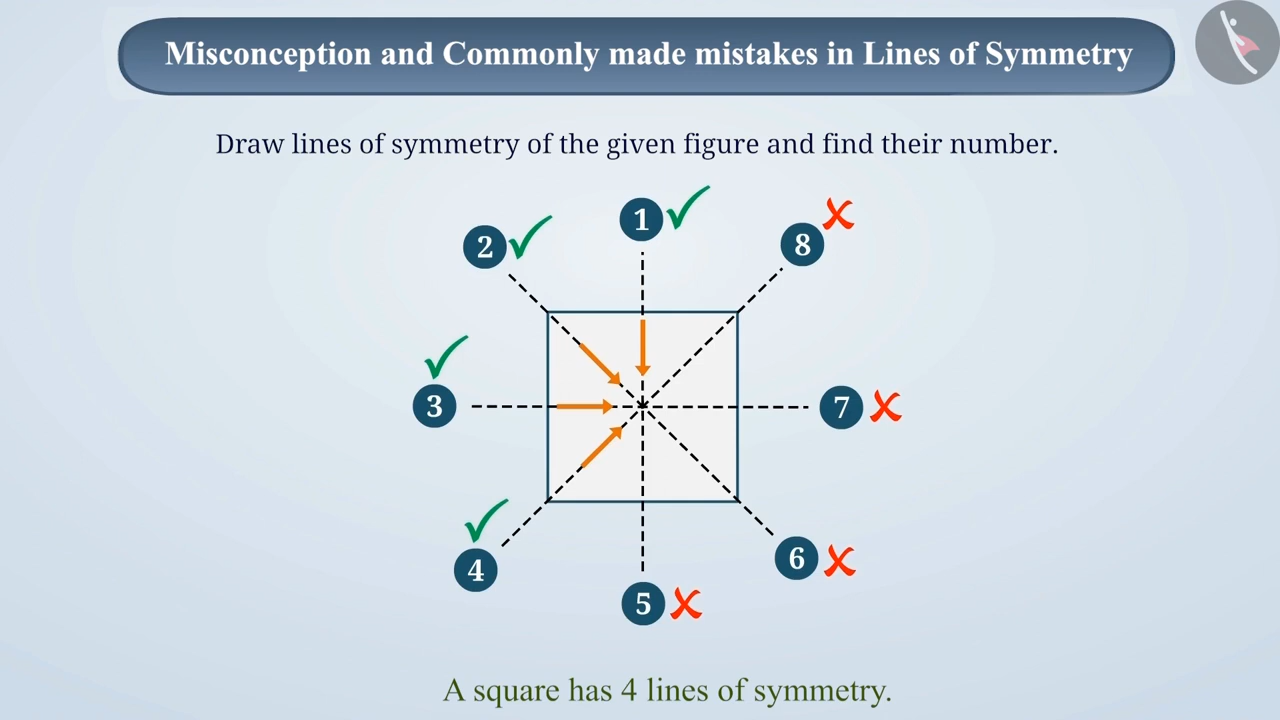 Misconception and Commonly made mistakes in Lines of Symmetry
Draw lines of symmetry of the given figure and find their number.
1
2
8
3
7
4
6
5
A square has 4 lines of symmetry.